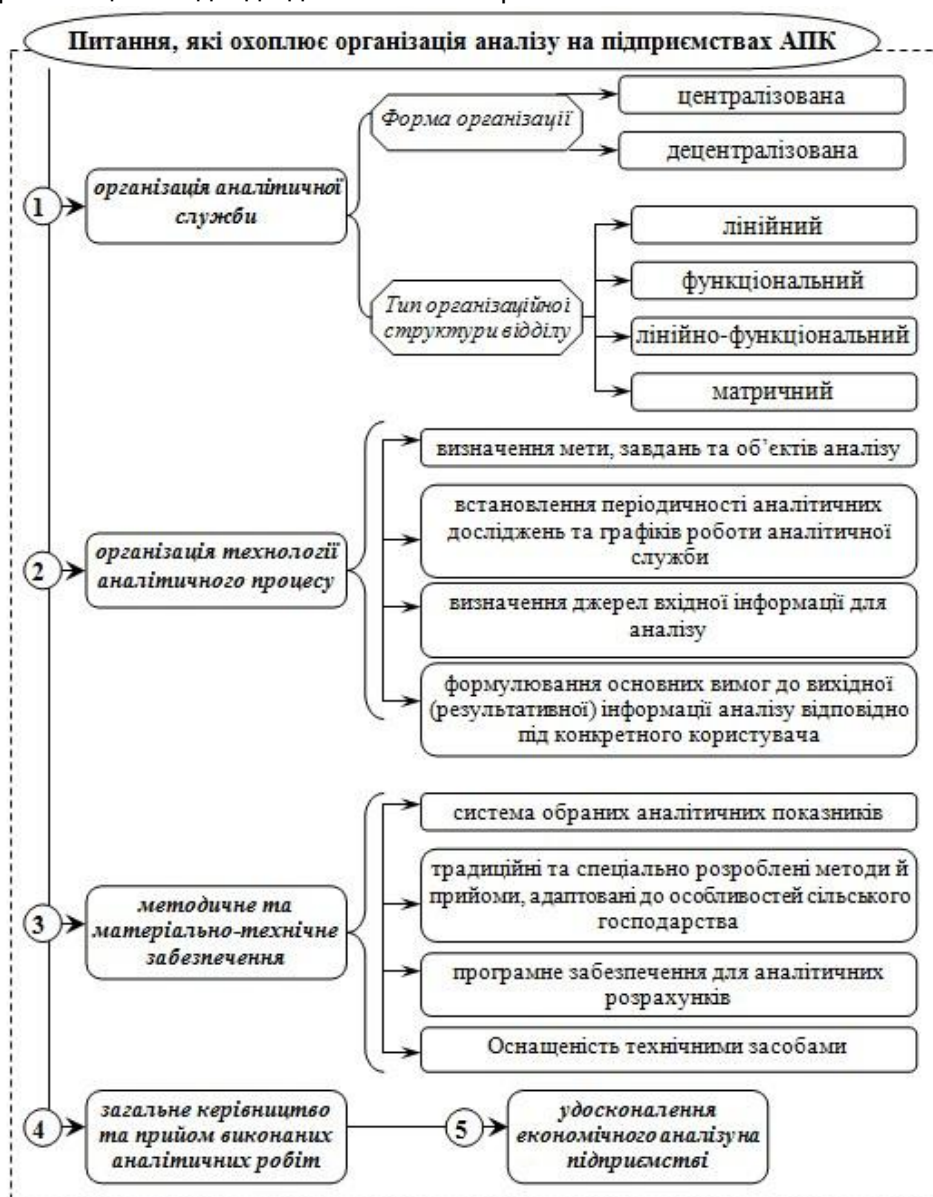 Питання, які охоплює організація аналізу на підприємствах АПК
1
організація аналітичної
служби
Форма організації
централізована
децентралізована
Тип організаційної
структури відділу
лінійний
функціональний
лінійно-функціональний
матричний
2
організація технології
аналітичного процесу
визначення мети, завдань та об’єктів аналізу
встановлення періодичності аналітичних
досліджень та графіків роботи аналітичної
служби
визначення джерел вхідної інформації для
аналізу
формулювання основних вимог до вихідної
(результативної) інформації аналізу відповідно
під конкретного користувача
3
методичне та
матеріально-технічне
забезпечення
система обраних аналітичних показників
традиційні та спеціально розроблені методи й
прийоми, адаптовані до особливостей сільського
господарства
програмне забезпечення для аналітичних
розрахунків
Оснащеність технічними засобами
4
загальне керівництво
та прийом виконаних
аналітичних робіт
5
удосконалення
економічного аналізу на
підприємстві